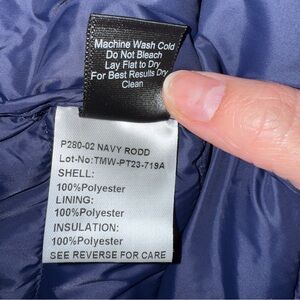 Machine Wash Cold
Do Not Bleach
Lay Flat to Dry
For Best Results Dry
Clean
P280-02 NAVY RODD
Lot-No:TMW-PT23-719A
SHELL:
100%Polyester
LINING:
100%Polyester
INSULATION:
100%Polyester
SEE REVERSE FOR CARE